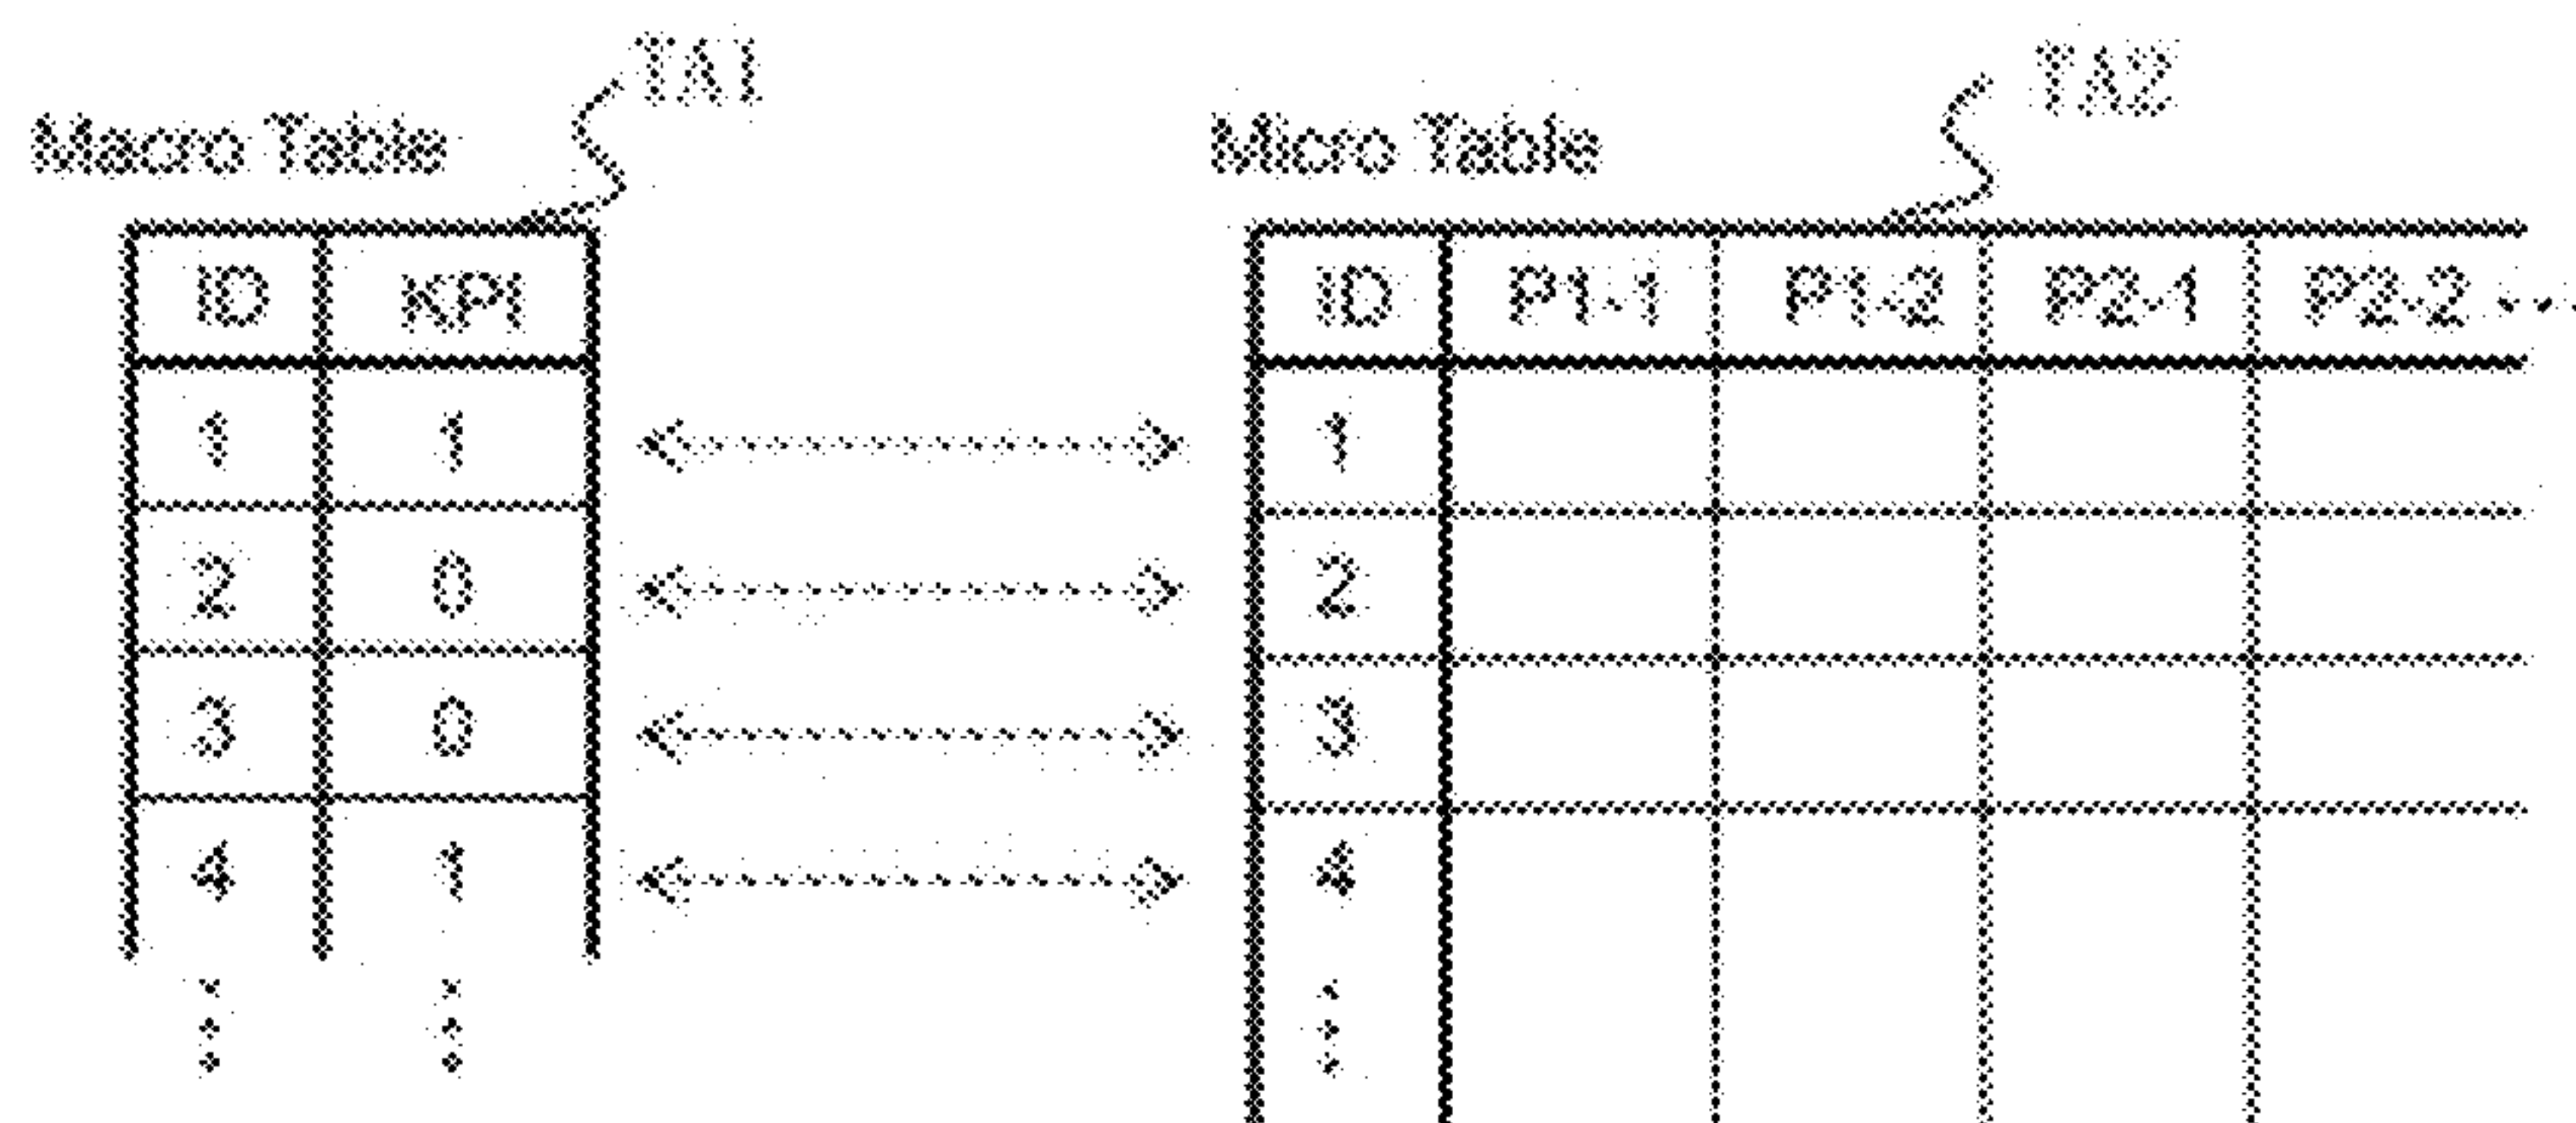 TA1
TA2
Macro Table
Micro Table
ID KPI
ID P1-1 P1-2 P2-1 P2-2 ...
1 1
1
2 0
2
3 0
3
4 1
4